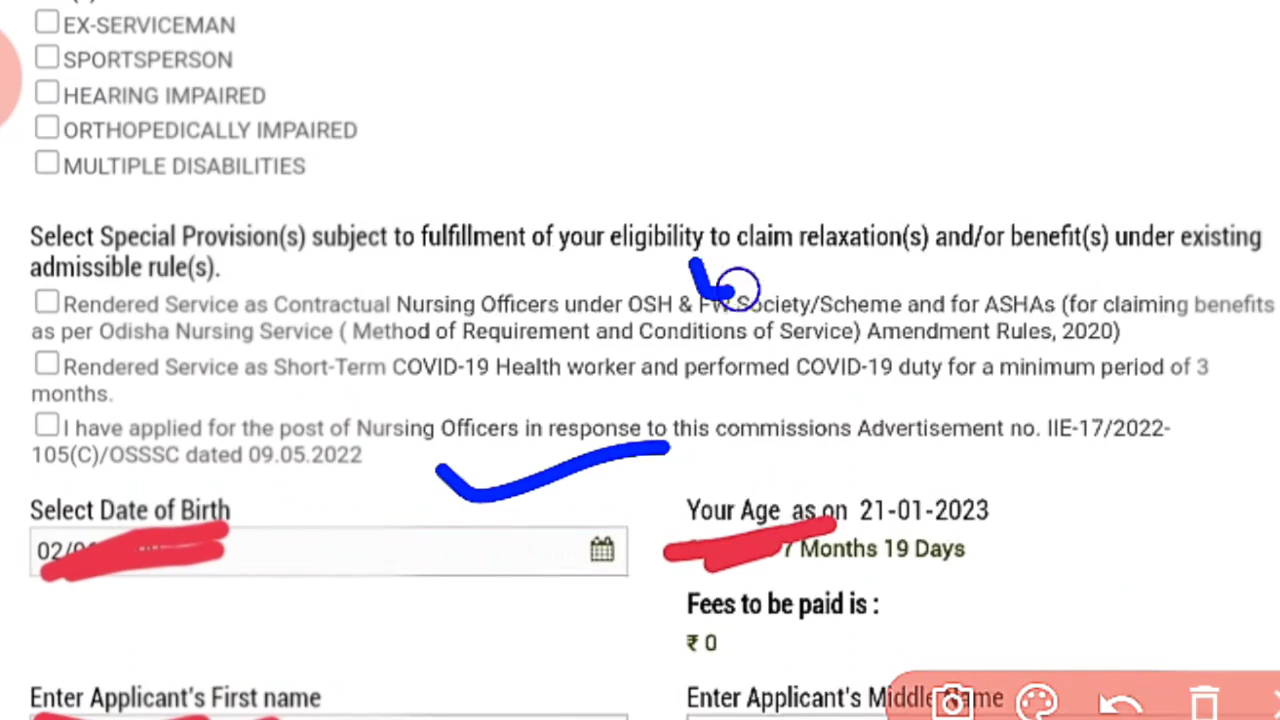 EX-SERVICEMAN
SPORTSPERSON
HEARING IMPAIRED
ORTHOPEDICALLY IMPAIRED
MULTIPLE DISABILITIES
Select Special Provision(s) subject to fulfillment of your eligibility to claim relaxation(s) and/or benefit(s) under existing
admissible rule(s).
Rendered Service as Contractual Nursing Officers under OSH & FW Society/Scheme and for ASHAs (for claiming benefits
as per Odisha Nursing Service ( Method of Requirement and Conditions of Service) Amendment Rules, 2020)
Rendered Service as Short-Term COVID-19 Health worker and performed COVID-19 duty for a minimum period of 3
months.
I have applied for the post of Nursing Officers in response to this commissions Advertisement no. IIE-17/2022-
105(C)/OSSSC dated 09.05.2022
Select Date of Birth
Your Age as on 21-01-2023
02/0
7 Months 19 Days
Fees to be paid is :
₹ 0
Enter Applicant's First name
Enter Applicant's Middle Name